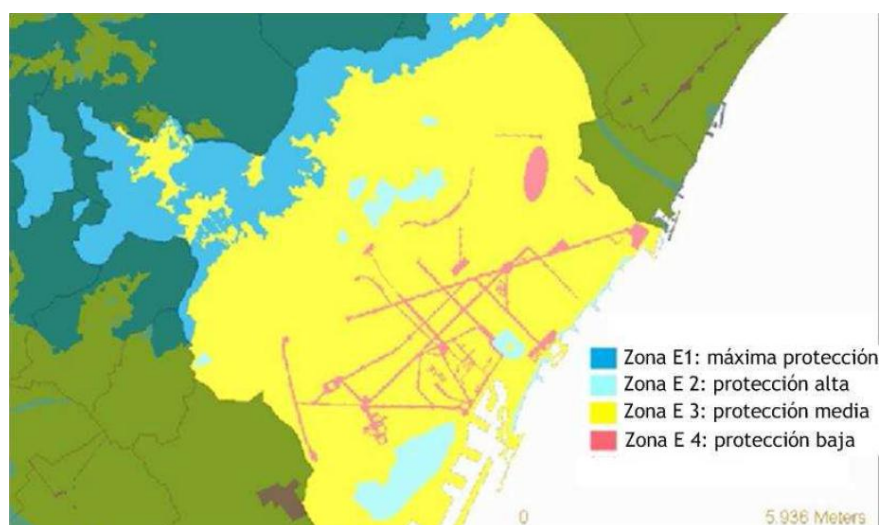 Zona E1: máxima protección
Zona E 2: protección alta
Zona E 3: protección media
Zona E 4: protección baja
0 5.936 Meters